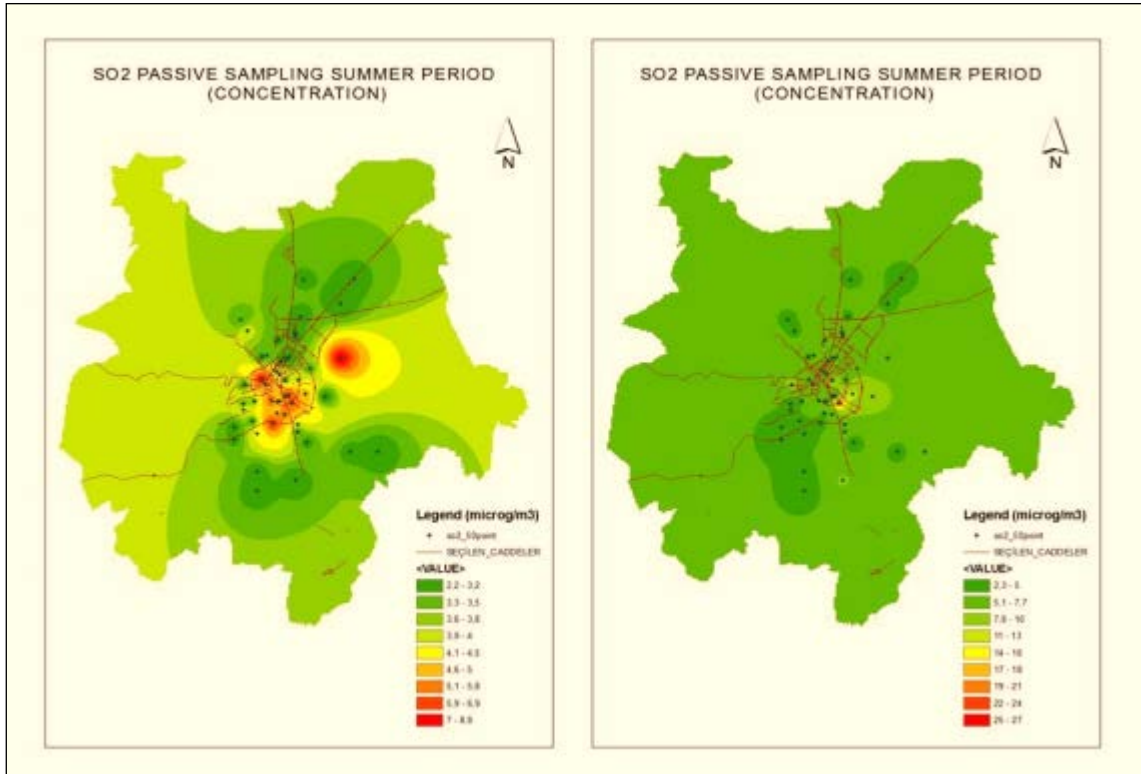 SO2 PASSIVE SAMPLING SUMMER PERIOD
(CONCENTRATION)
N
Legend (microg/m3)
so2_50point
SEÇİLEN_CADDELER
<VALUE>
2,2 - 3,2
3,3 - 3,5
3,6 - 3,8
3,9 - 4
4,1 - 4,5
4,6 - 5
5,1 - 5,8
5,9 - 6,9
7 - 8,9
SO2 PASSIVE SAMPLING SUMMER PERIOD
(CONCENTRATION)
N
Legend (microg/m3)
so2_50point
SEÇİLEN_CADDELER
<VALUE>
2,3 - 5
5,1 - 7,7
7,8 - 10
11 - 13
14 - 16
17 - 18
19 - 21
22 - 24
25 - 27